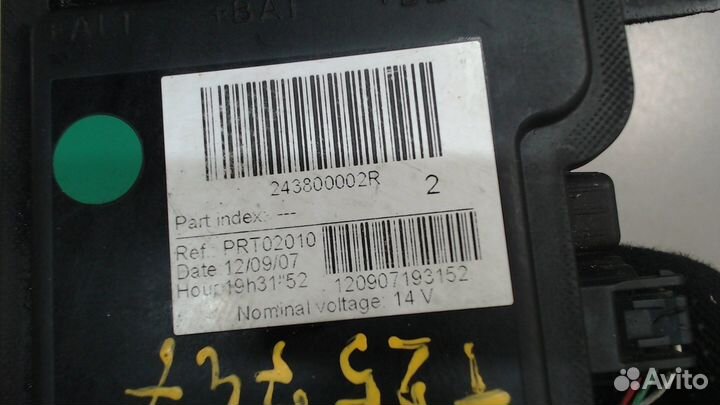 +ALT +BAT
243800002R
2
Part index: ---
Ref.: PRT02010
Date 12/09/07
Hour 19h31"52
120907193152
Nominal voltage: 14 V
Avito